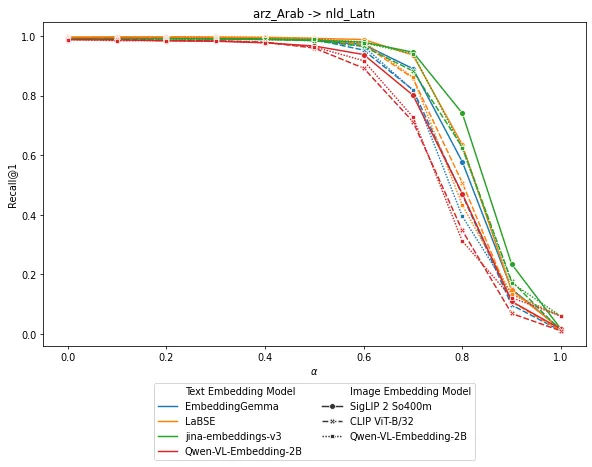 arz_Arab -> nld_Latn
Recall@1
1.0
0.8
0.6
0.4
0.2
0.0
0.0 0.2 0.4 0.6 0.8 1.0
α
Text Embedding Model
EmbeddingGemma
LaBSE
jina-embeddings-v3
Qwen-VL-Embedding-2B
Image Embedding Model
SigLIP 2 So400m
CLIP ViT-B/32
Qwen-VL-Embedding-2B